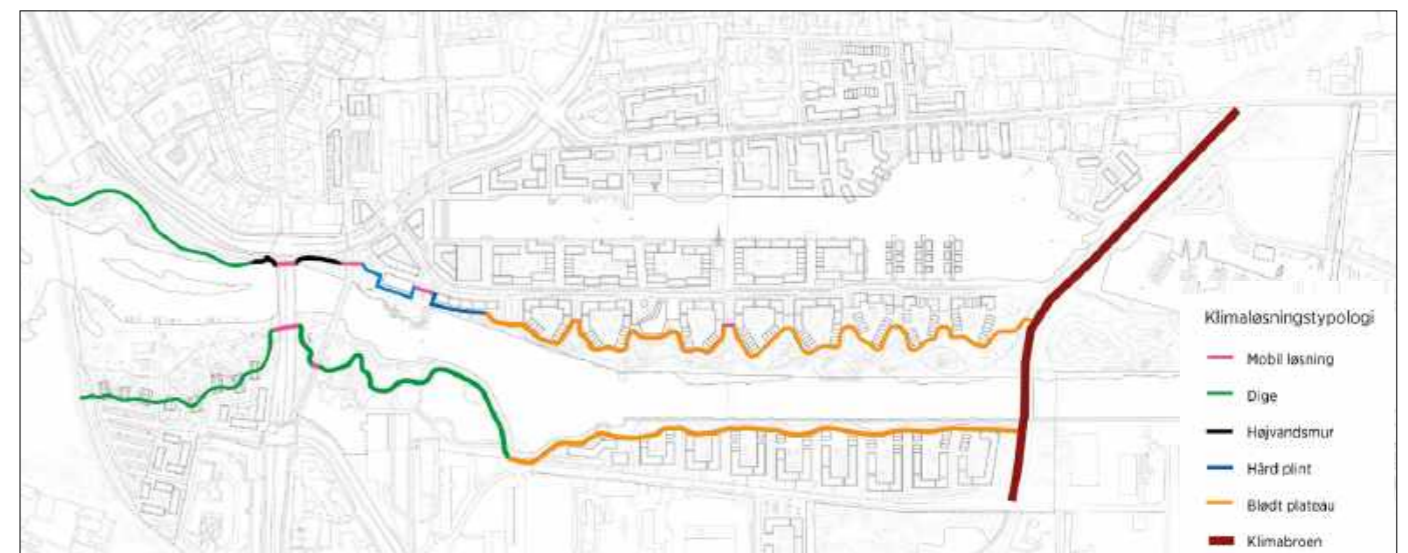 Klimaløsningstypologi
Mobil løsning
Dige
Højvandsmur
Hård plint
Blødt plateau
Klimabroen